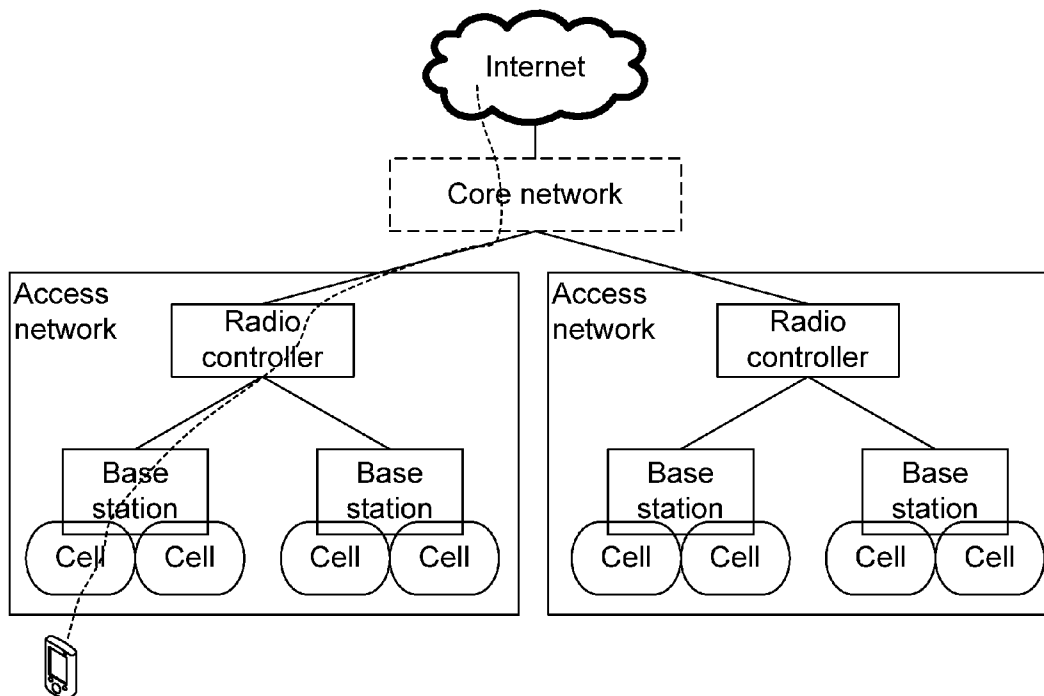 Internet
Core network
Access
network
Radio
controller
Base
station
Cell
Cell
Base
station
Cell
Cell
Access
network
Radio
controller
Base
station
Cell
Cell
Base
station
Cell
Cell